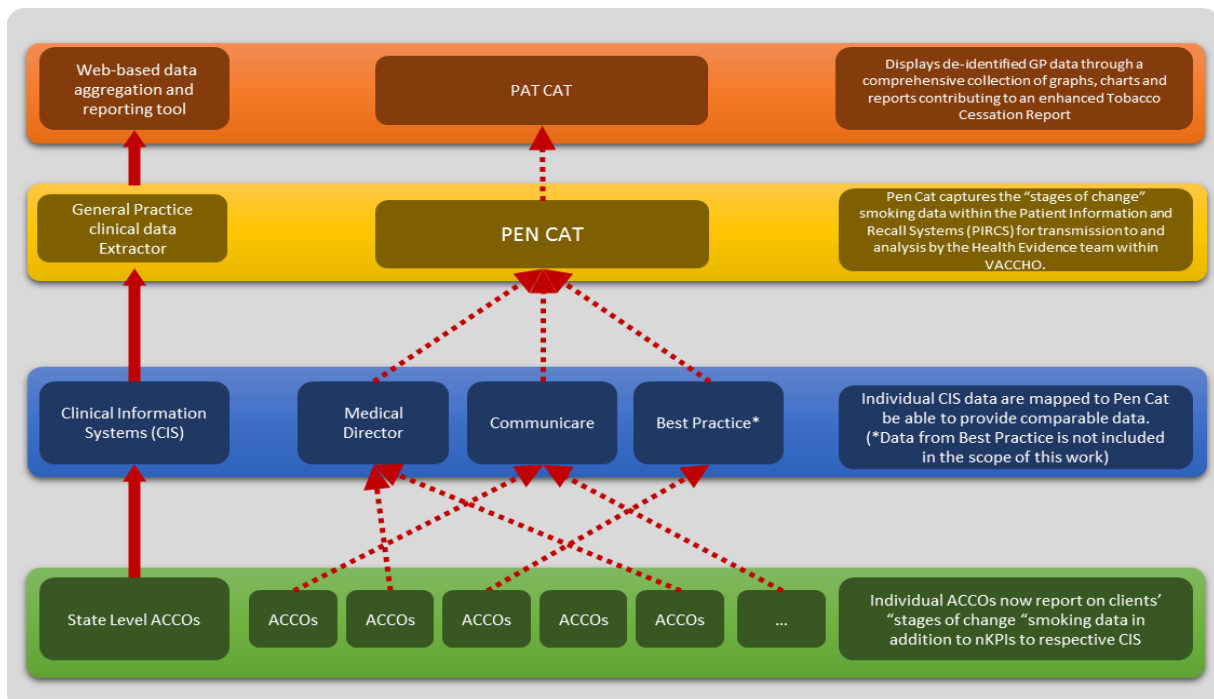 Web-based data
aggregation and
reporting tool
PAT CAT
Displays de-identified GP data through a
comprehensive collection of graphs, charts and
reports contributing to an enhanced Tobacco
Cessation Report
General Practice
clinical data
Extractor
PEN CAT
Pen Cat captures the “stages of change”
smoking data within the Patient Information and
Recall Systems (PIRCS) for transmission to and
analysis by the Health Evidence team within
VACCHO.
Clinical Information
Systems (CIS)
Medical
Director
Communicare
Best Practice*
Individual CIS data are mapped to Pen Cat
be able to provide comparable data.
(*Data from Best Practice is not included
in the scope of this work)
State Level ACCOs
ACCOs
ACCOs
ACCOs
ACCOs
ACCOs
...
Individual ACCOs now report on clients’
“stages of change “smoking data in
addition to nKPIs to respective CIS